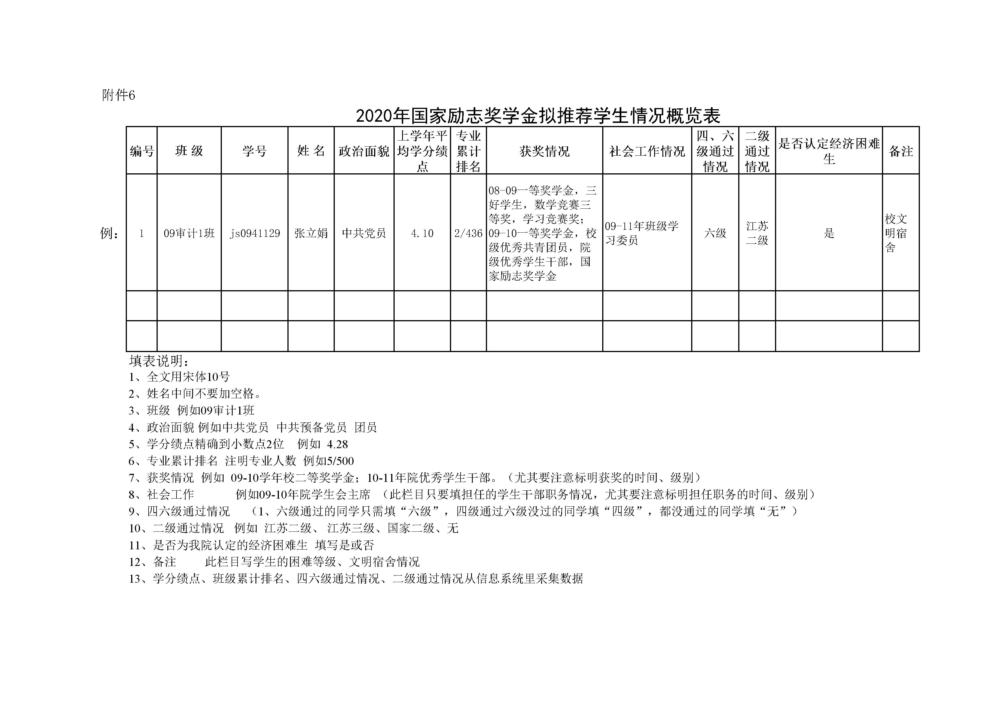 附件6
2020年国家励志奖学金拟推荐学生情况概览表
编号 班 级 学号 姓 名 政治面貌 上学年平均学分绩点 专业累计排名 获奖情况 社会工作情况 四、六级通过情况 二级通过情况 是否认定经济困难生 备注
例： 1 09审计1班 js0941129 张立娟 中共党员 4.10 2/436
08-09一等奖学金，三
好学生，数学竞赛三
等奖，学习竞赛奖；
09-10一等奖学金，校
级优秀共青团员，院
级优秀学生干部，国
家励志奖学金
09-11年班级学
习委员
六级
江苏
二级
是
校文
明宿
舍
填表说明：
1、全文用宋体10号
2、姓名中间不要加空格。
3、班级 例如09审计1班
4、政治面貌 例如中共党员 中共预备党员 团员
5、学分绩点精确到小数点2位 例如 4.28
6、专业累计排名 注明专业人数 例如5/500
7、获奖情况 例如 09-10学年校二等奖学金；10-11年院优秀学生干部。（尤其要注意标明获奖的时间、级别）
8、社会工作 例如09-10年院学生会主席 （此栏目只要填担任的学生干部职务情况，尤其要注意标明担任职务的时间、级别）
9、四六级通过情况 （1、六级通过的同学只需填“六级”，四级通过六级没过的同学填“四级”，都没通过的同学填“无”）
10、二级通过情况 例如 江苏二级、 江苏三级、国家二级、无
11、是否为我院认定的经济困难生 填写是或否
12、备注 此栏目写学生的困难等级、文明宿舍情况
13、学分绩点、班级累计排名、四六级通过情况、二级通过情况从信息系统里采集数据